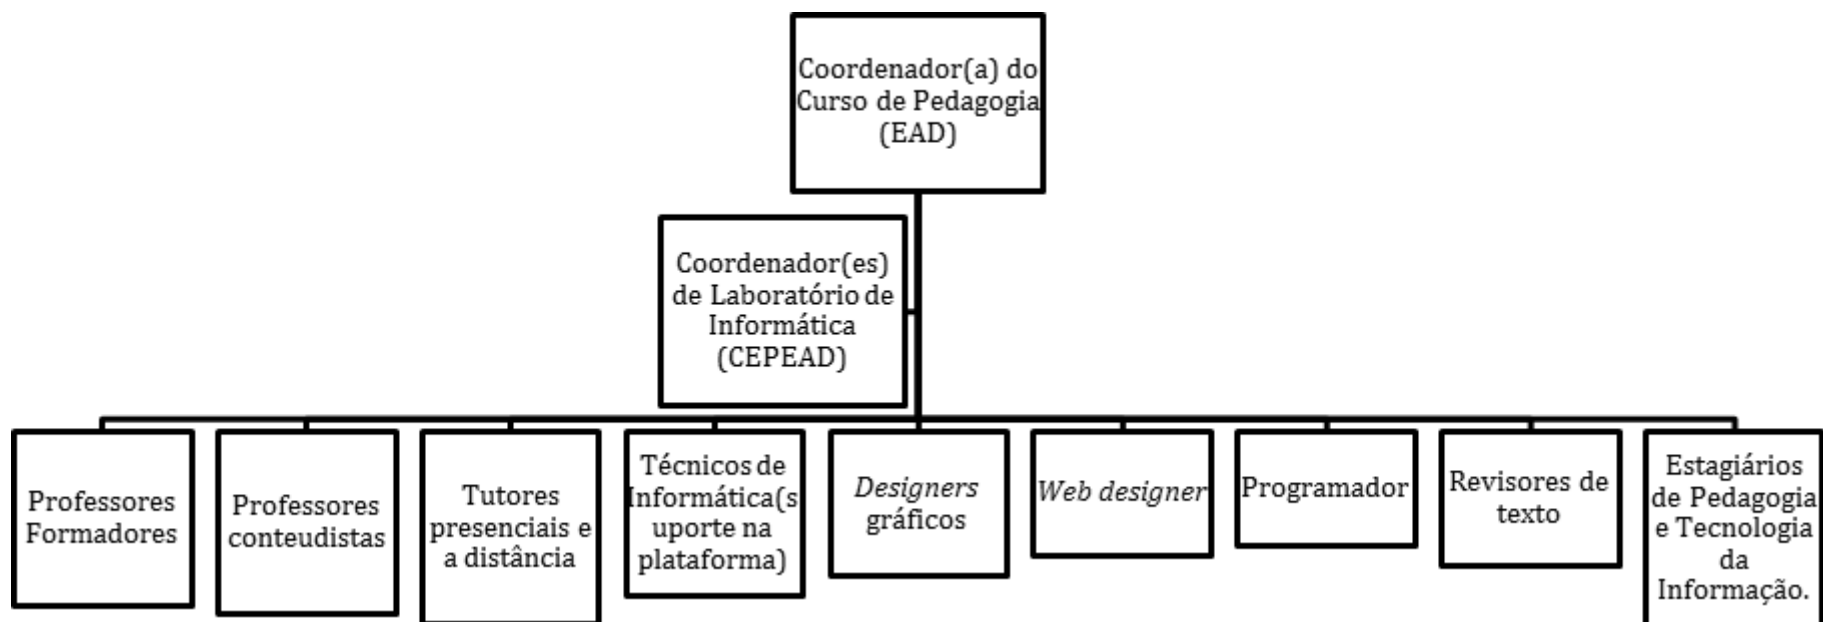 Coordenador(a) do
Curso de Pedagogia
(EAD)
Coordenador(es)
de Laboratório de
Informática
(CEPEAD)
Professores
Formadores
Professores
conteudistas
Tutores
presenciais e
a distância
Técnicos de
Informática(s
uporte na
plataforma)
Designers
gráficos
Web designer
Programador
Revisores de
texto
Estagiários
de Pedagogia
e Tecnologia
da
Informação.